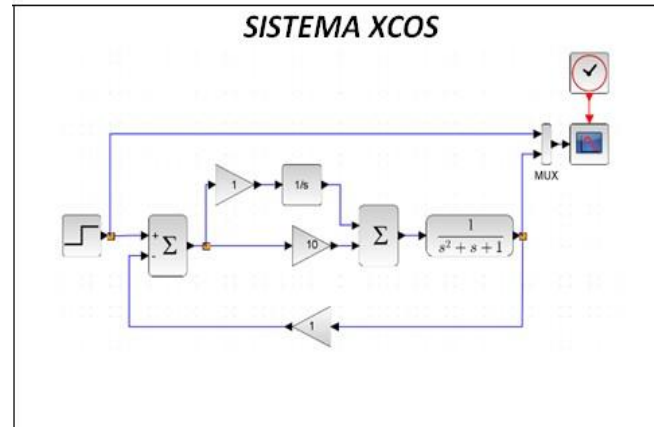 SISTEMA XCOS
MUX
1
1/s
+
-
Σ
10
Σ
1
s² + s + 1
1